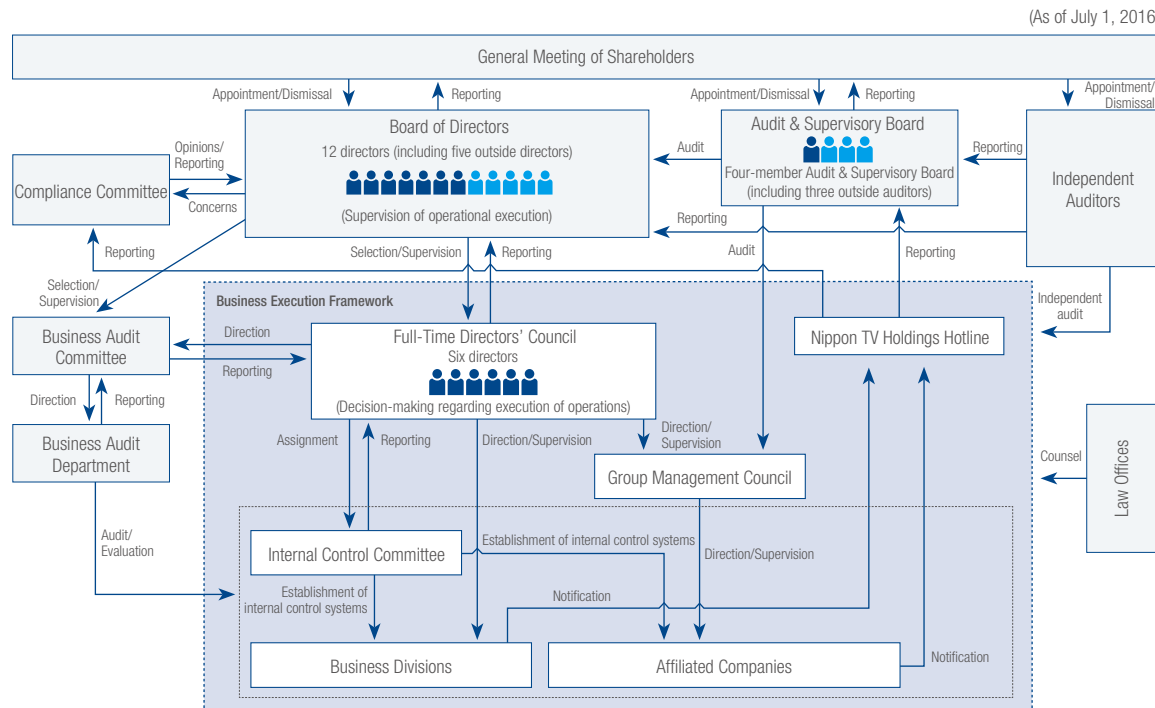 (As of July 1, 2016
General Meeting of Shareholders
Appointment/Dismissal
Reporting
Appointment/Dismissal
Reporting
Appointment/
Dismissal
Board of Directors
12 directors (including five outside directors)
(Supervision of operational execution)
Audit
Audit & Supervisory Board
Four-member Audit & Supervisory Board
(including three outside auditors)
Reporting
Independent
Auditors
Opinions/
Reporting
Compliance Committee
Concerns
Reporting
Reporting
Selection/Supervision
Reporting
Audit
Reporting
Selection/
Supervision
Business Execution Framework
Independent
audit
Business Audit
Committee
Direction
Reporting
Full-Time Directors' Council
Six directors
(Decision-making regarding execution of operations)
Nippon TV Holdings Hotline
Direction
Reporting
Business Audit
Department
Assignment
Reporting
Direction/Supervision
Direction/
Supervision
Group Management Council
Counsel
Law Offices
Audit/
Evaluation
Internal Control Committee
Establishment of internal control systems
Direction/Supervision
Establishment of
internal control systems
Notification
Business Divisions
Affiliated Companies
Notification